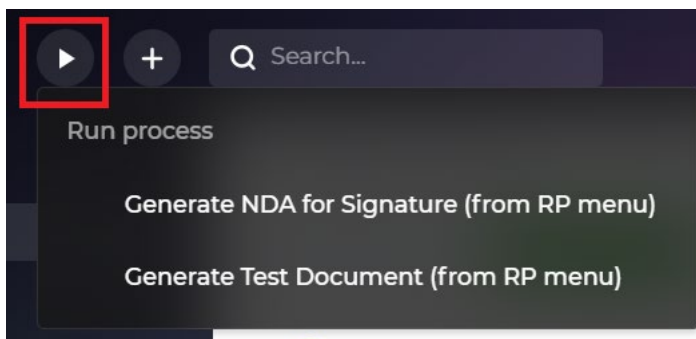 Search...
Run process
Generate NDA for Signature (from RP menu)
Generate Test Document (from RP menu)